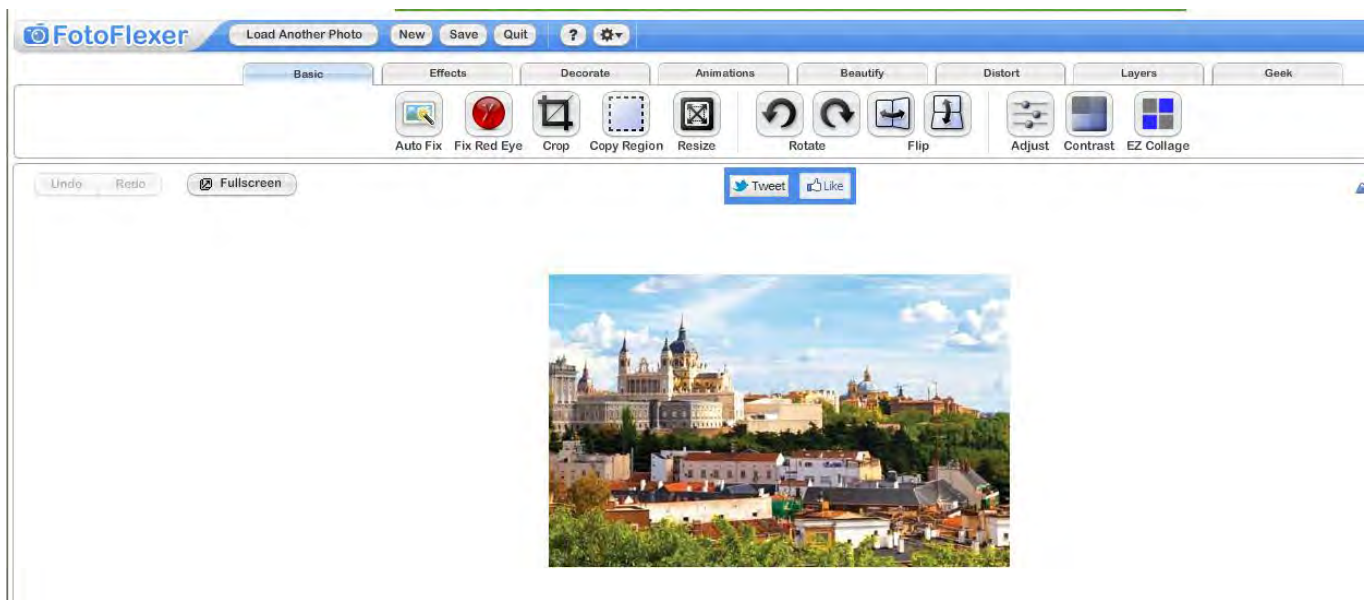 FotoFlexer Load Another Photo New Save Quit ?
Basic Effects Decorate Animations Beautify Distort Layers Geek
Auto Fix Fix Red Eye Crop Copy Region Resize Rotate Flip Adjust Contrast EZ Collage
Undo Redo Fullscreen Tweet Like